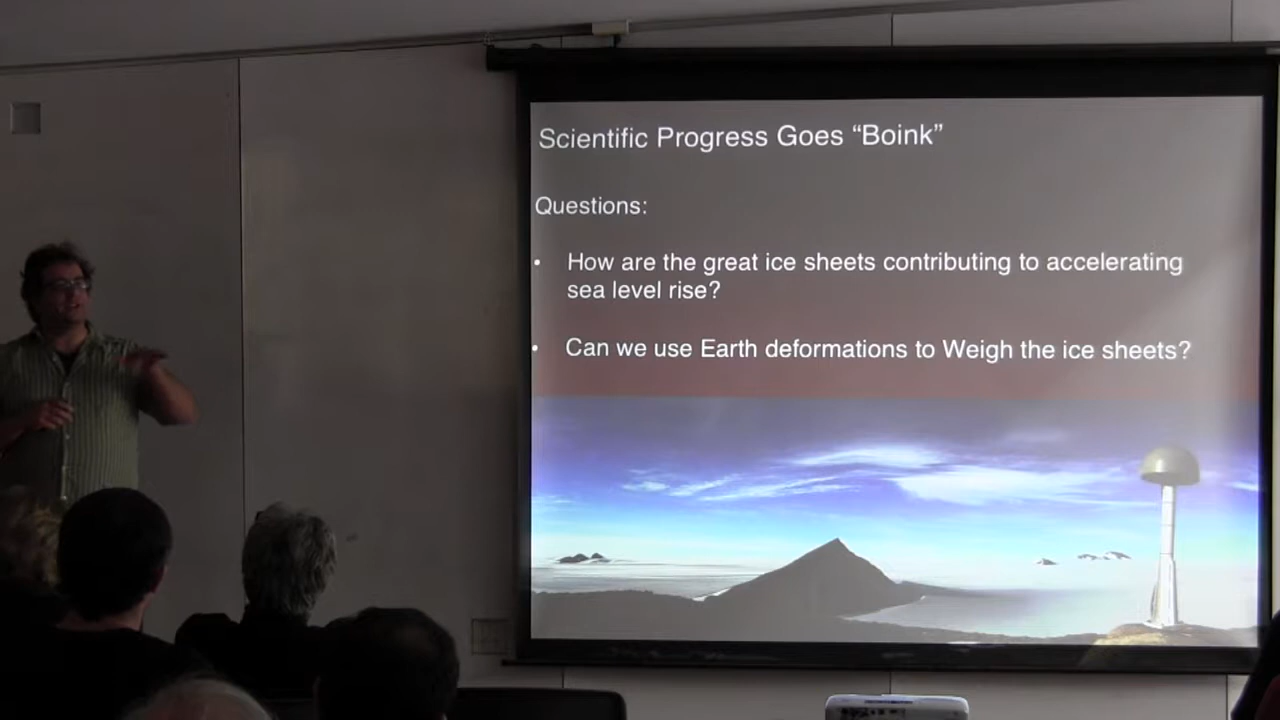 Scientific Progress Goes “Boink”
Questions:
• How are the great ice sheets contributing to accelerating
sea level rise?
• Can we use Earth deformations to Weigh the ice sheets?